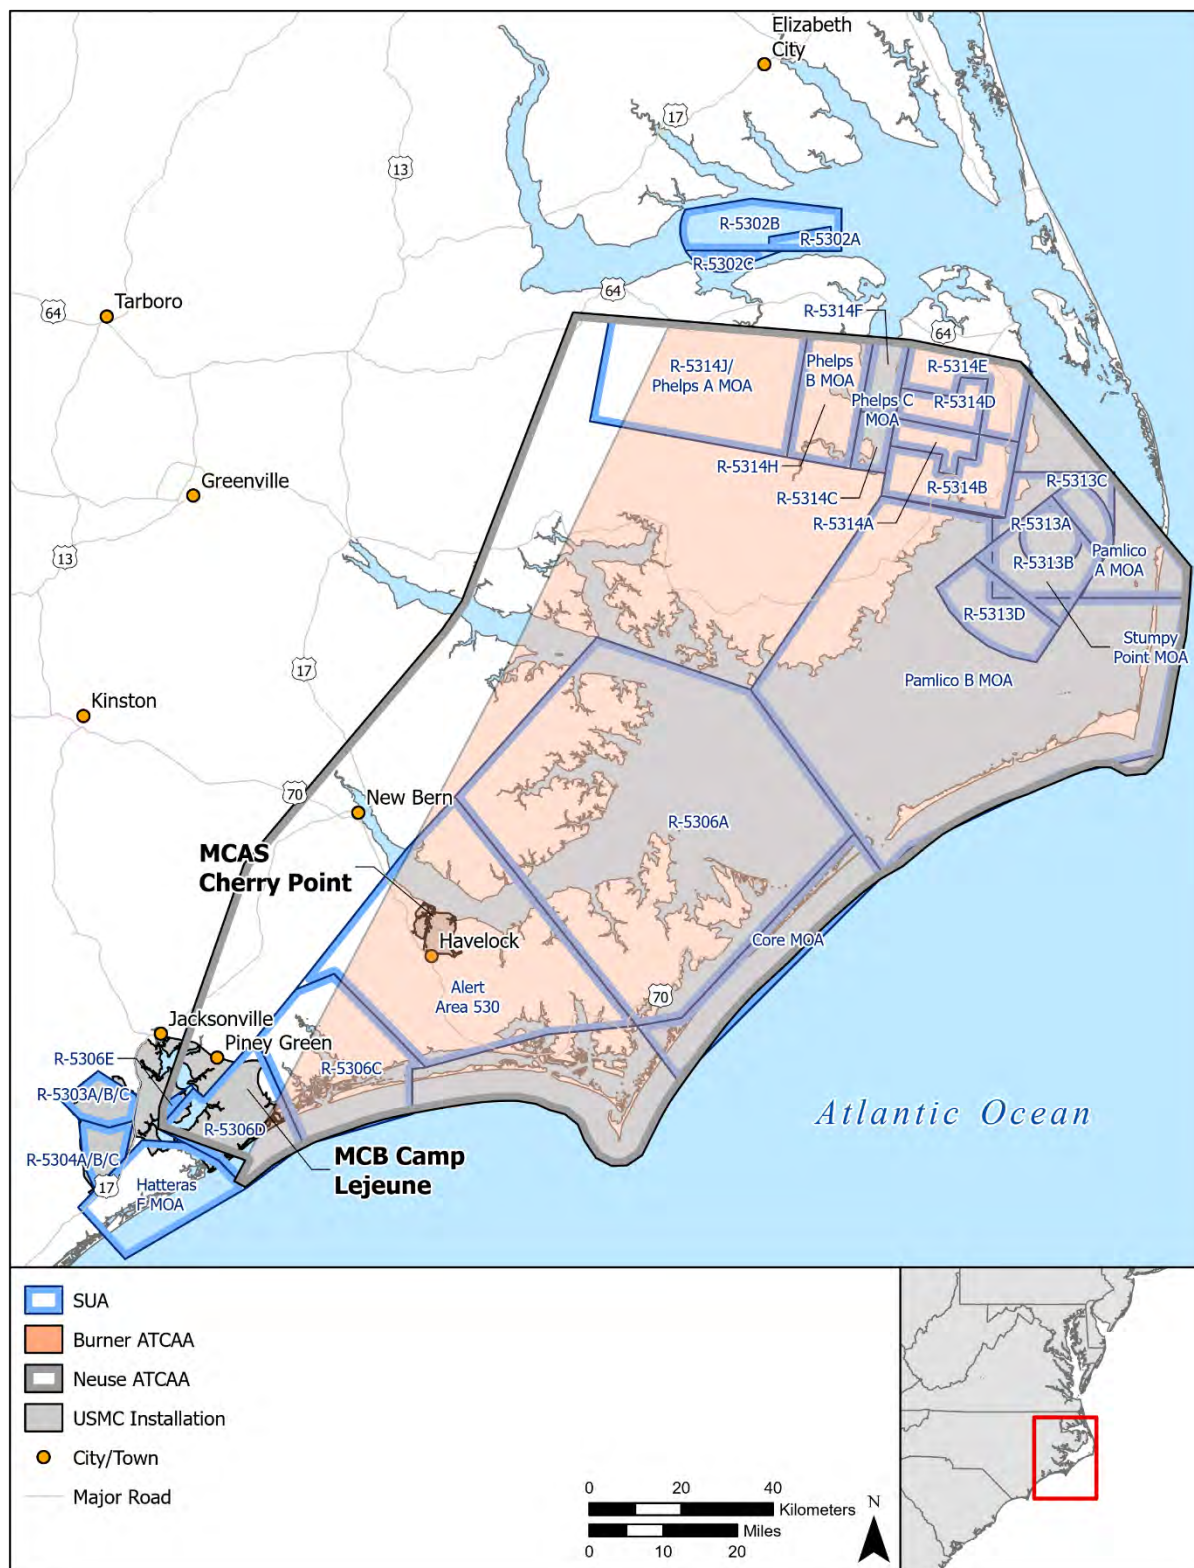 Elizabeth
City
17
13
R-5302B
R-5302A
R-5302C
64
Tarboro
64
R-5314F
64
R-5314J/
Phelps A MOA
Phelps
B MOA
R-5314E
Phelps C
MOA
R-5314D
R-5314H
R-5314C
R-5314B
R-5314A
Greenville
R-5313C
R-5313A
R-5313B
Pamlico
A MOA
13
R-5313D
Stumpy
Point MOA
17
Pamlico B MOA
Kinston
70
New Bern
R-5306A
MCAS
Cherry Point
Havelock
Core MOA
Alert
Area 530
70
Jacksonville
Piney Green
R-5306E
R-5306C
R-5303A/B/C
R-5306D
Atlantic Ocean
R-5304A/B/C
MCB Camp
Lejeune
17
Hatteras
F MOA
SUA
Burner ATCAA
Neuse ATCAA
USMC Installation
City/Town
Major Road
0 20 40
Kilometers
Miles
0 10 20
N